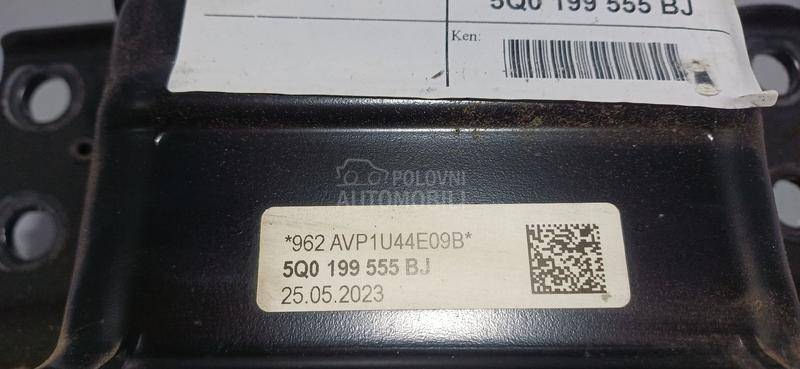 5Q0 199 555 BJ
Ken:
POLOVNI
AUTOMOBILI
*962 AVP1U44E09B*
5Q0 199 555 BJ
25.05.2023